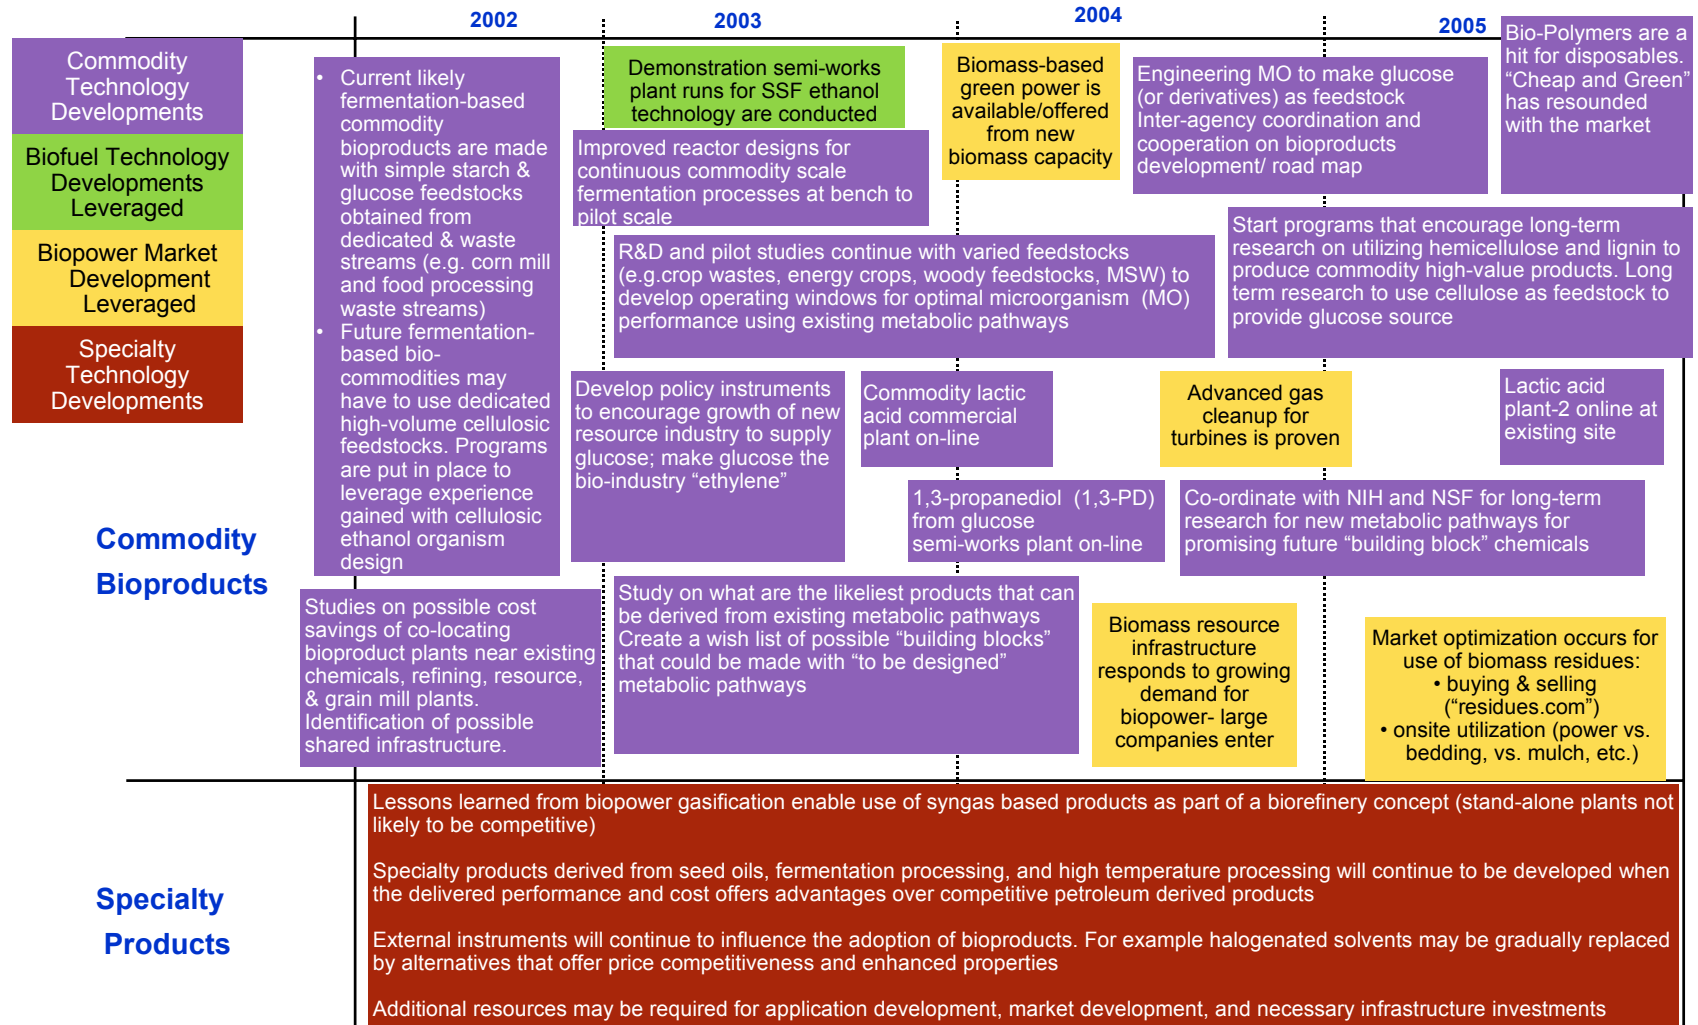 2002
2003
2004
2005
Commodity
Technology
Developments
Biofuel Technology
Developments
Leveraged
Biopower Market
Development
Leveraged
Specialty
Technology
Developments
Commodity
Bioproducts
• Current likely
fermentation-based
commodity
bioproducts are made
with simple starch &
glucose feedstocks
obtained from
dedicated & waste
streams (e.g. corn mill
and food processing
waste streams)
• Future fermentation-
based bio-
commodities may
have to use dedicated
high-volume cellulosic
feedstocks. Programs
are put in place to
leverage experience
gained with cellulosic
ethanol organism
design
Studies on possible cost
savings of co-locating
bioproduct plants near existing
chemicals, refining, resource,
& grain mill plants.
Identification of possible
shared infrastructure.
Demonstration semi-works
plant runs for SSF ethanol
technology are conducted
Improved reactor designs for
continuous commodity scale
fermentation processes at bench to
pilot scale
R&D and pilot studies continue with varied feedstocks
(e.g.crop wastes, energy crops, woody feedstocks, MSW) to
develop operating windows for optimal microorganism (MO)
performance using existing metabolic pathways
Develop policy instruments
to encourage growth of new
resource industry to supply
glucose; make glucose the
bio-industry “ethylene”
Commodity lactic
acid commercial
plant on-line
1,3-propanediol (1,3-PD)
from glucose
semi-works plant on-line
Study on what are the likeliest products that can
be derived from existing metabolic pathways
Create a wish list of possible “building blocks”
that could be made with “to be designed”
metabolic pathways
Biomass-based
green power is
available/offered
from new
biomass capacity
Engineering MO to make glucose
(or derivatives) as feedstock
Inter-agency coordination and
cooperation on bioproducts
development/ road map
Bio-Polymers are a
hit for disposables.
“Cheap and Green”
has resounded
with the market
Start programs that encourage long-term
research on utilizing hemicellulose and lignin to
produce commodity high-value products. Long
term research to use cellulose as feedstock to
provide glucose source
Advanced gas
cleanup for
turbines is proven
Lactic acid
plant-2 online at
existing site
Co-ordinate with NIH and NSF for long-term
research for new metabolic pathways for
promising future “building block” chemicals
Biomass resource
infrastructure
responds to growing
demand for
biopower- large
companies enter
Market optimization occurs for
use of biomass residues:
• buying & selling
(“residues.com”)
• onsite utilization (power vs.
bedding, vs. mulch, etc.)
Specialty
Products
Lessons learned from biopower gasification enable use of syngas based products as part of a biorefinery concept (stand-alone plants not
likely to be competitive)
Specialty products derived from seed oils, fermentation processing, and high temperature processing will continue to be developed when
the delivered performance and cost offers advantages over competitive petroleum derived products
External instruments will continue to influence the adoption of bioproducts. For example halogenated solvents may be gradually replaced
by alternatives that offer price competitiveness and enhanced properties
Additional resources may be required for application development, market development, and necessary infrastructure investments